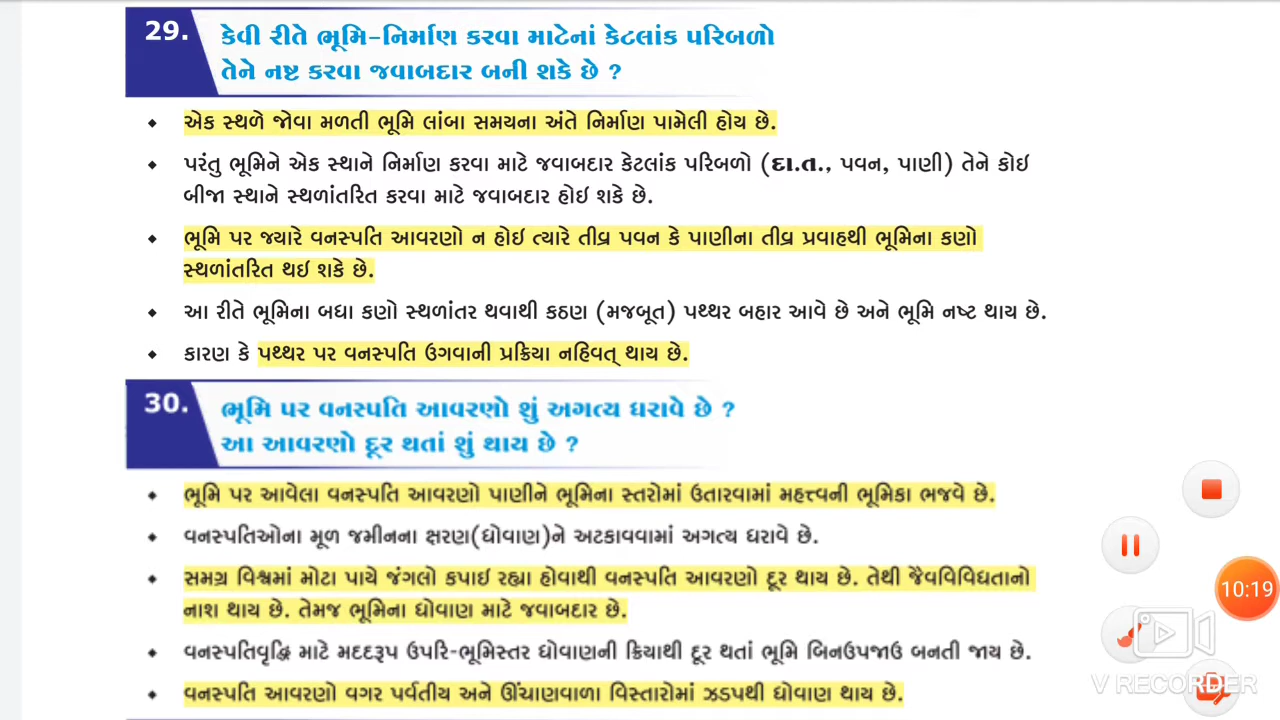 29. કેવી રીતે ભૂમિ-નિર્માણ કરવા માટેનાં કેટલાંક પરિબળો
તેને નષ્ટ કરવા જવાબદાર બની શકે છે ?
⬩ એક સ્થળે જોવા મળતી ભૂમિ લાંબા સમયના અંતે નિર્માણ પામેલી હોય છે.
⬩ પરંતુ ભૂમિને એક સ્થાને નિર્માણ કરવા માટે જવાબદાર કેટલાંક પરિબળો (દા.ત., પવન, પાણી) તેને કોઇ
બીજા સ્થાને સ્થળાંતરિત કરવા માટે જવાબદાર હોઇ શકે છે.
⬩ ભૂમિ પર જ્યારે વનસ્પતિ આવરણો ન હોઇ ત્યારે તીવ્ર પવન કે પાણીના તીવ્ર પ્રવાહથી ભૂમિના કણો
સ્થળાંતરિત થઇ શકે છે.
⬩ આ રીતે ભૂમિના બધા કણો સ્થળાંતર થવાથી કઠણ (મજબૂત) પથ્થર બહાર આવે છે અને ભૂમિ નષ્ટ થાય છે.
⬩ કારણ કે પથ્થર પર વનસ્પતિ ઉગવાની પ્રક્રિયા નહિવત્ થાય છે.
30. ભૂમિ પર વનસ્પતિ આવરણો શું અગત્ય ધરાવે છે ?
આ આવરણો દૂર થતાં શું થાય છે ?
⬩ ભૂમિ પર આવેલા વનસ્પતિ આવરણો પાણીને ભૂમિના સ્તરોમાં ઉતારવામાં મહત્ત્વની ભૂમિકા ભજવે છે.
⬩ વનસ્પતિઓના મૂળ જમીનના ક્ષરણ(ધોવાણ)ને અટકાવવામાં અગત્ય ધરાવે છે.
⬩ સમગ્ર વિશ્વમાં મોટા પાયે જંગલો કપાઇ રહ્યા હોવાથી વનસ્પતિ આવરણો દૂર થાય છે. તેથી જૈવવિવિધતાનો
નાશ થાય છે. તેમજ ભૂમિના ધોવાણ માટે જવાબદાર છે.
⬩ વનસ્પતિવૃદ્ધિ માટે મદદરૂપ ઉપરિ-ભૂમિસ્તર ધોવાણની ક્રિયાથી દૂર થતાં ભૂમિ બિનઉપજાઉ બનતી જાય છે.
⬩ વનસ્પતિ આવરણો વગર પર્વતીય અને ઊંચાણવાળા વિસ્તારોમાં ઝડપથી ધોવાણ થાય છે.
10:19
V RECORDER